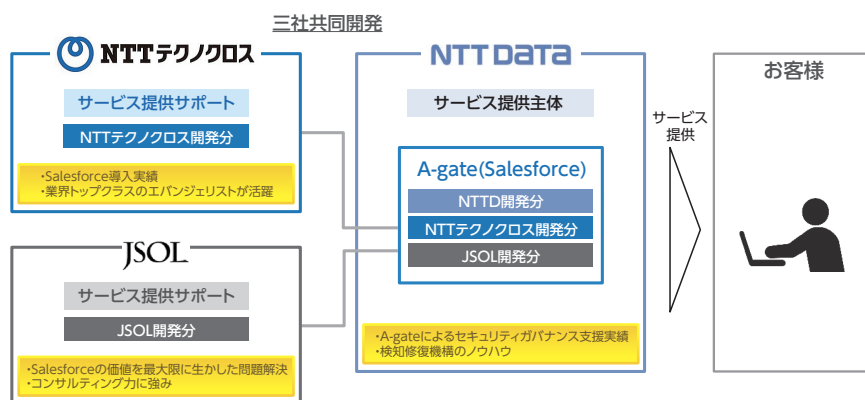 三社共同開発
NTTテクノクロス
サービス提供サポート
NTTテクノクロス開発分
・Salesforce導入実績
・業界トップクラスのエバンジェリストが活躍
JSOL
サービス提供サポート
JSOL開発分
・Salesforceの価値を最大限に生かした問題解決
・コンサルティング力に強み
NTT DATA
サービス提供主体
A-gate(Salesforce)
NTTD開発分
NTTテクノクロス開発分
JSOL開発分
・A-gateによるセキュリティガバナンス支援実績
・検知修復機構のノウハウ
サービス
提供
お客様